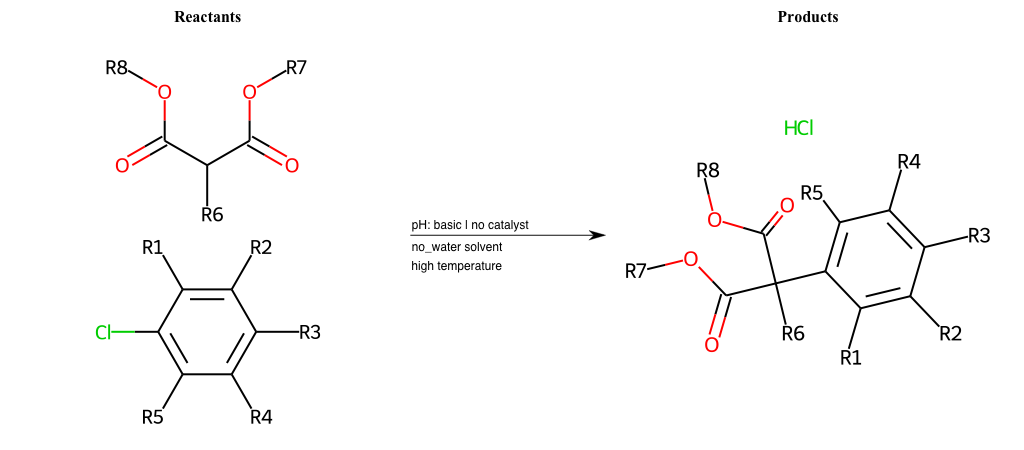 Reactants
Products
R8
R7
O
O
HCl
O
O
R6
R8
R4
R5
O
O
R3
pH: basic | no catalyst
R1
R2
no_water solvent
R7
O
high temperature
Cl
R3
O
R6
R2
R1
R5
R4